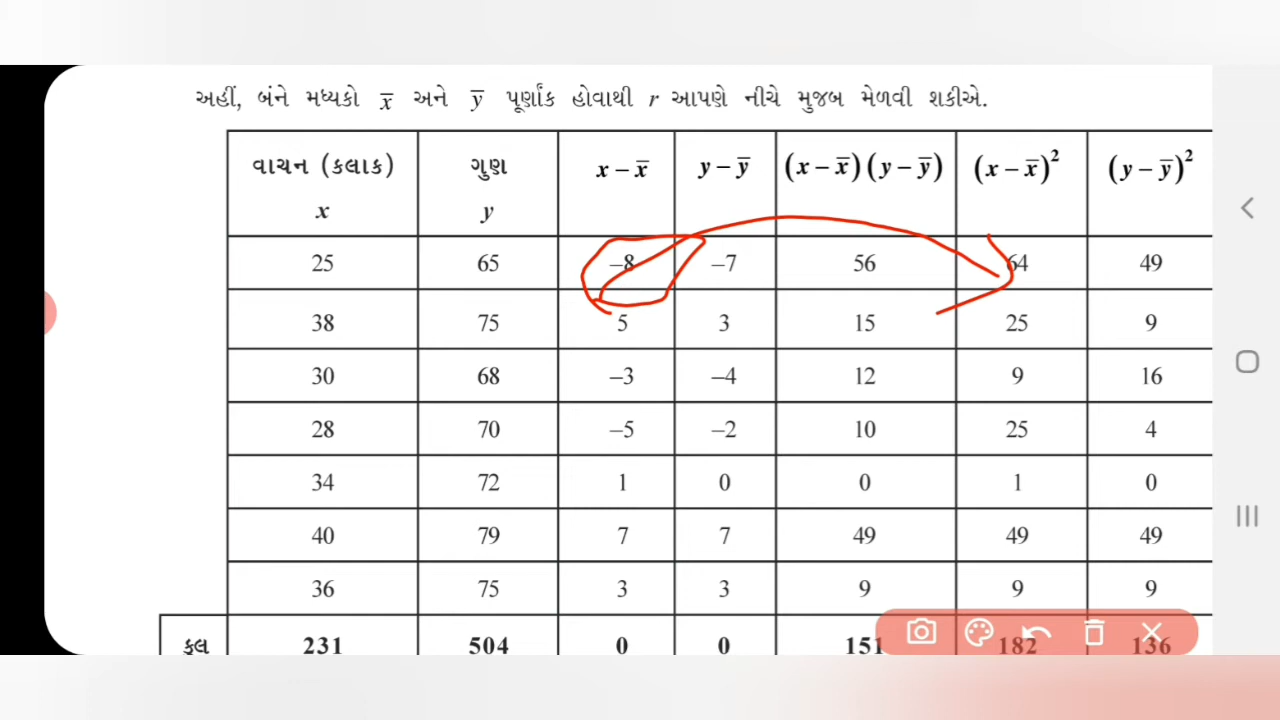 અહીં, બંને મધ્યકો x̅ અને y̅ પૂર્ણાંક હોવાથી r આપણે નીચે મુજબ મેળવી શકીએ.
વાચન (કલાક) x ગુણ y x – x̅ y – y̅ (x – x̅)(y – y̅) (x – x̅)² (y – y̅)²
25 65 –8 –7 56 64 49
38 75 5 3 15 25 9
30 68 –3 –4 12 9 16
28 70 –5 –2 10 25 4
34 72 1 0 0 1 0
40 79 7 7 49 49 49
36 75 3 3 9 9 9
કુલ 231 504 0 0 151 182 136